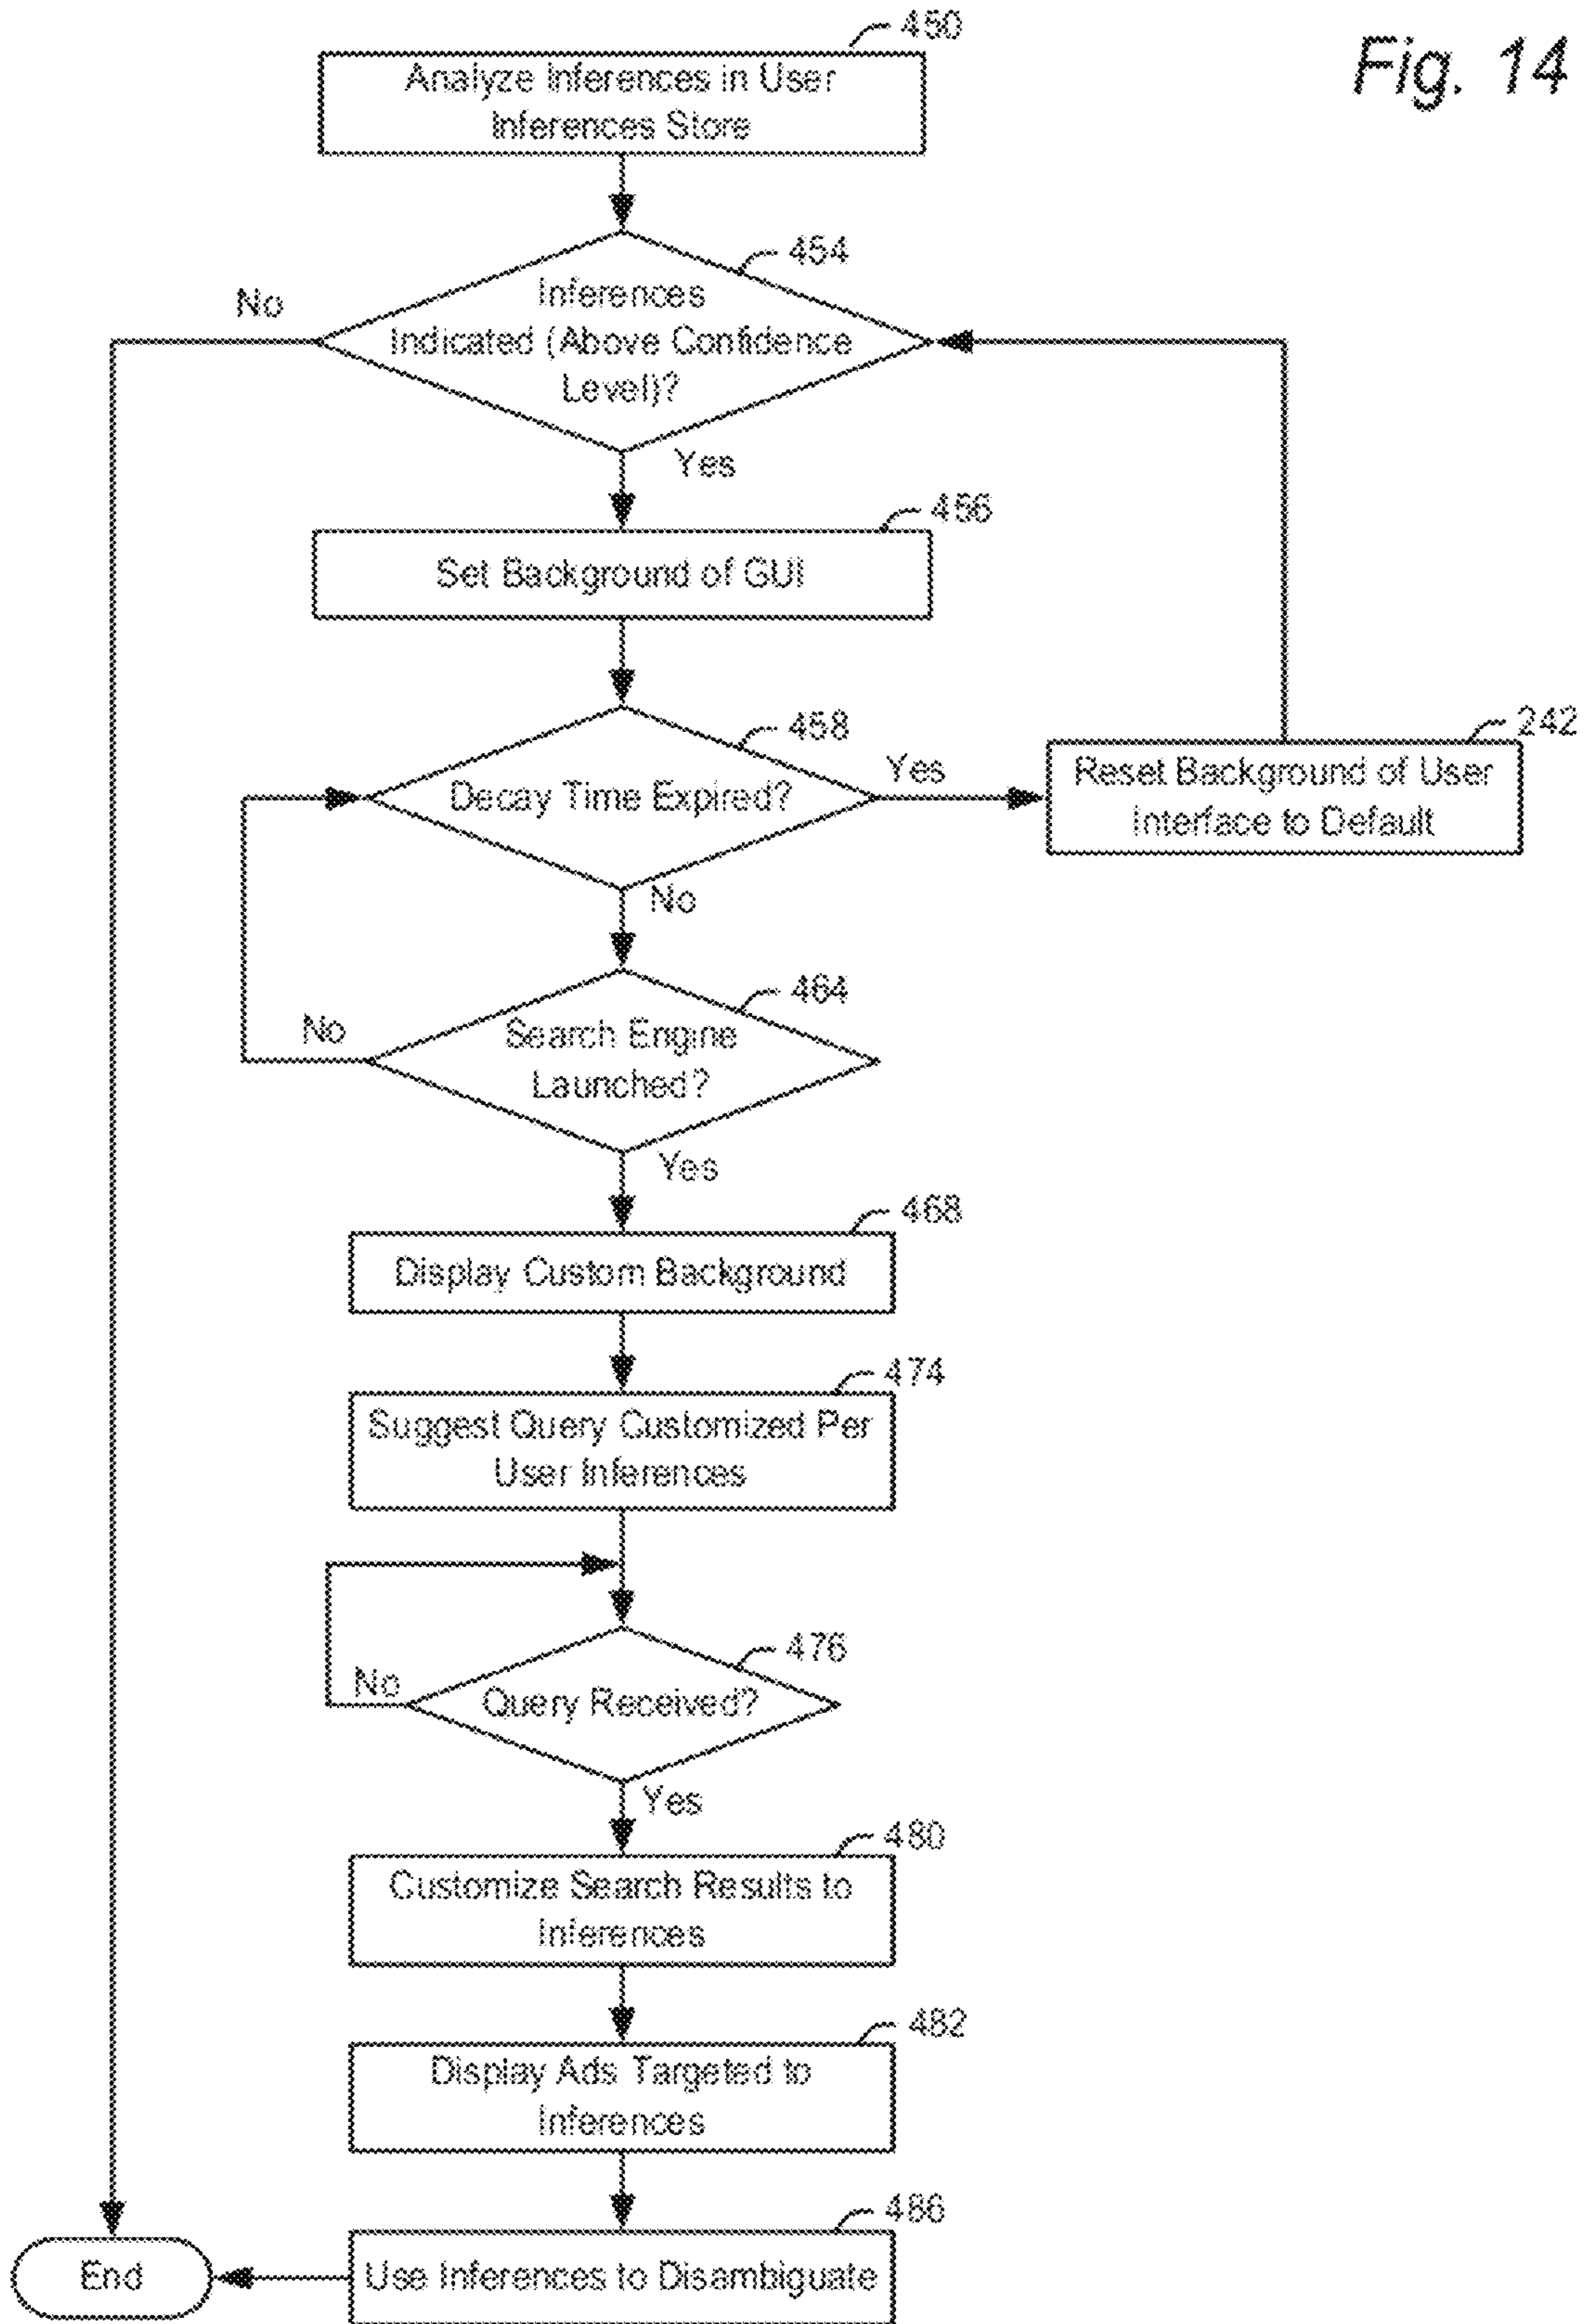 450
Fig. 14
Analyze Inferences in User
Inferences Store
454
No
Inferences
Indicated (Above Confidence
Level)?
Yes
456
Set Background of GUI
458
242
Decay Time Expired?
Yes
Reset Background of User
Interface to Default
No
464
No
Search Engine
Launched?
Yes
468
Display Custom Background
474
Suggest Query Customized Per
User Inferences
476
No
Query Received?
Yes
480
Customize Search Results to
Inferences
482
Display Ads Targeted to
Inferences
486
End
Use Inferences to Disambiguate